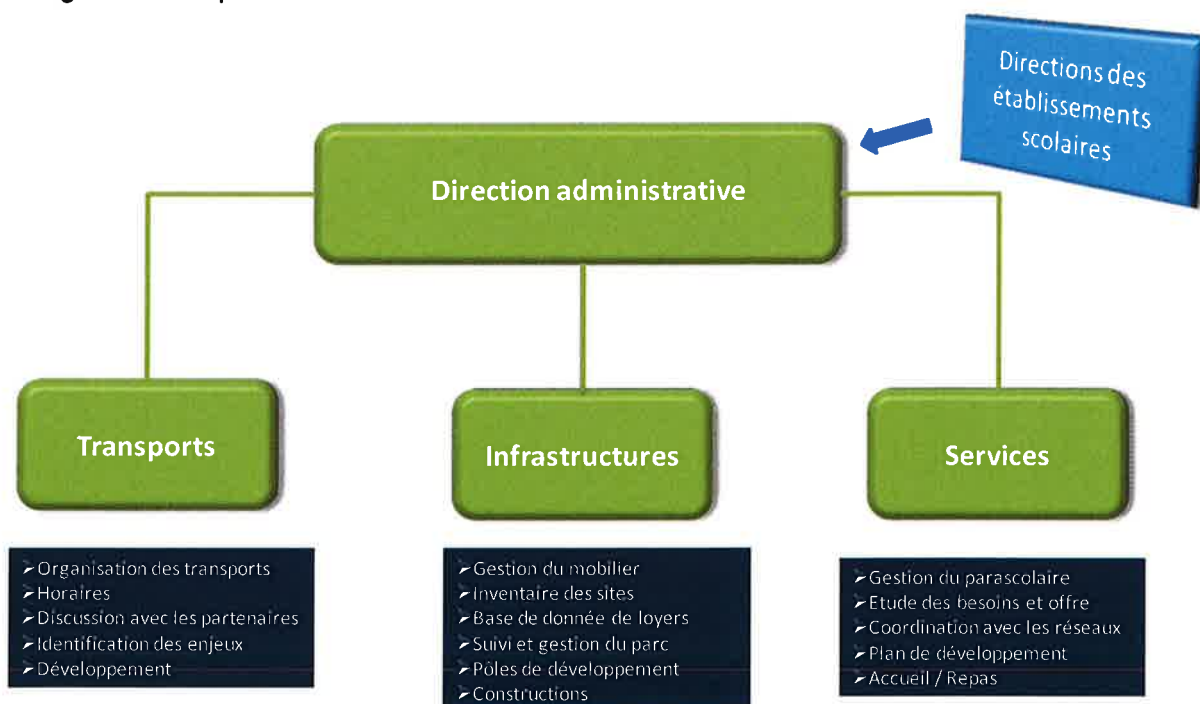 Directions des
établissements
scolaires
Direction administrative
Transports
Infrastructures
Services
➢Organisation des transports
➢Horaires
➢Discussion avec les partenaires
➢Identification des enjeux
➢Développement
➢Gestion du mobilier
➢Inventaire des sites
➢Base de donnée de loyers
➢Suivi et gestion du parc
➢Pôles de développement
➢Constructions
➢Gestion du parascolaire
➢Etude des besoins et offre
➢Coordination avec les réseaux
➢Plan de développement
➢Accueil / Repas